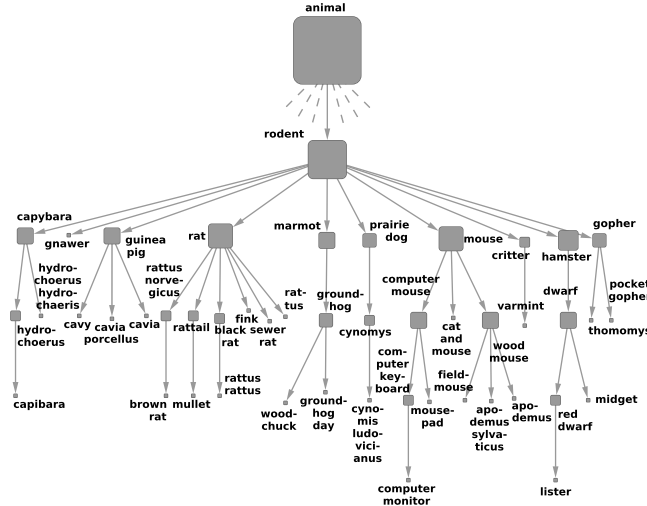 animal
rodent
capybara
gnawer
guinea
pig
rat
marmot
prairie
dog
mouse
critter
hamster
gopher
hydro-
choerus
hydro-
chaeris
rattus
norve-
gicus
rat-
tus
ground-
hog
computer
mouse
varmint
dwarf
pocket
gopher
hydro-
choerus
cavy
cavia
porcellus
cavia
rattail
black
rat
fink
sewer
rat
cynomys
cat
and
mouse
wood
mouse
thomomys
com-
puter
key-
board
field-
mouse
rattus
rattus
capibara
brown
rat
mullet
wood-
chuck
ground-
hog
day
cyno-
mis
ludo-
vici-
anus
mouse-
pad
apo-
demus
sylva-
ticus
apo-
demus
red
dwarf
midget
computer
monitor
lister